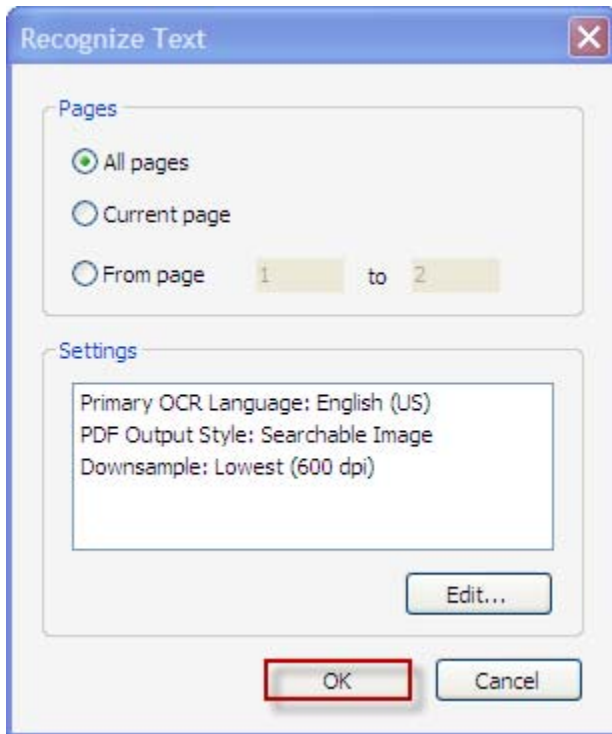 Recognize Text
Pages
All pages
Current page
From page 1 to 2
Settings
Primary OCR Language: English (US)
PDF Output Style: Searchable Image
Downsample: Lowest (600 dpi)
Edit...
OK Cancel